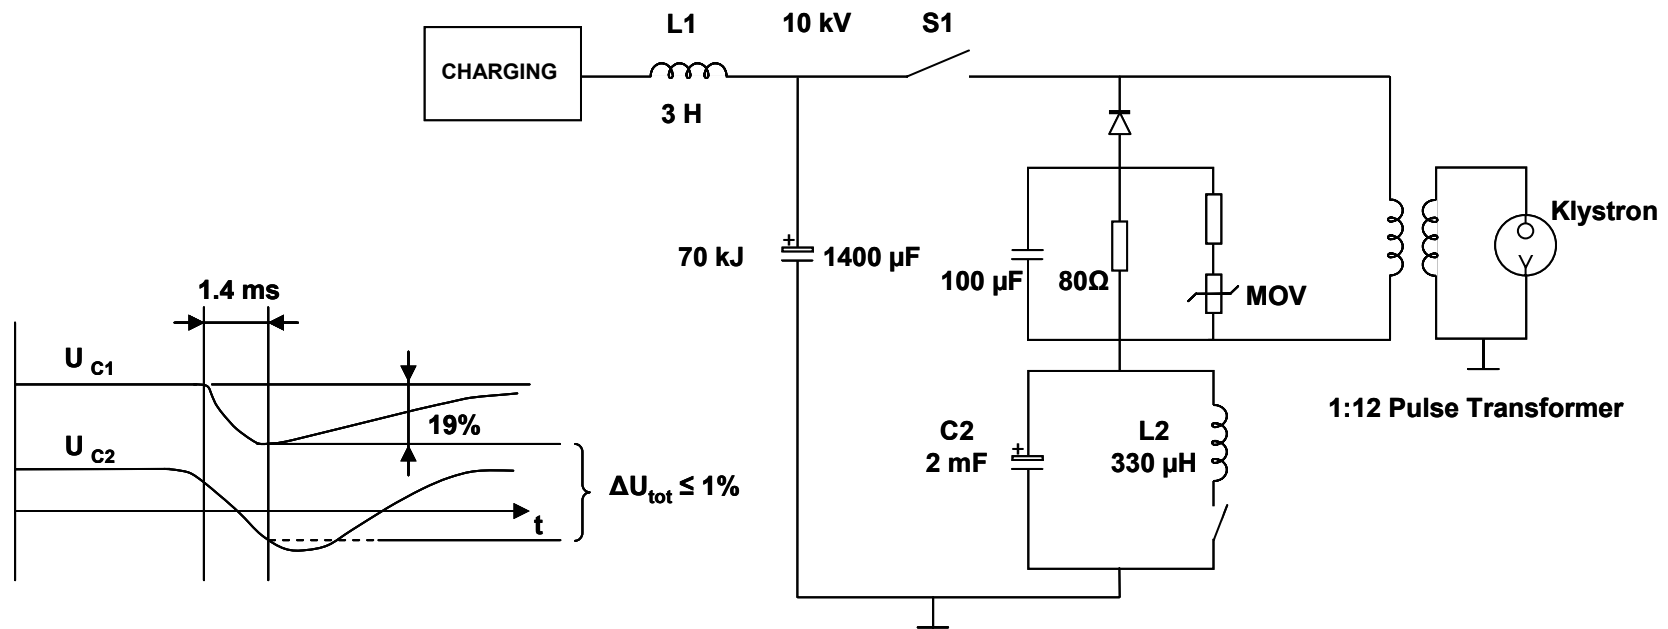 L1
10 kV
S1
CHARGING
3 H
Klystron
70 kJ
1400 µF
100 µF
80Ω
MOV
1.4 ms
U C1
19%
1:12 Pulse Transformer
U C2
C2
2 mF
L2
330 µH
ΔUtot ≤ 1%
t